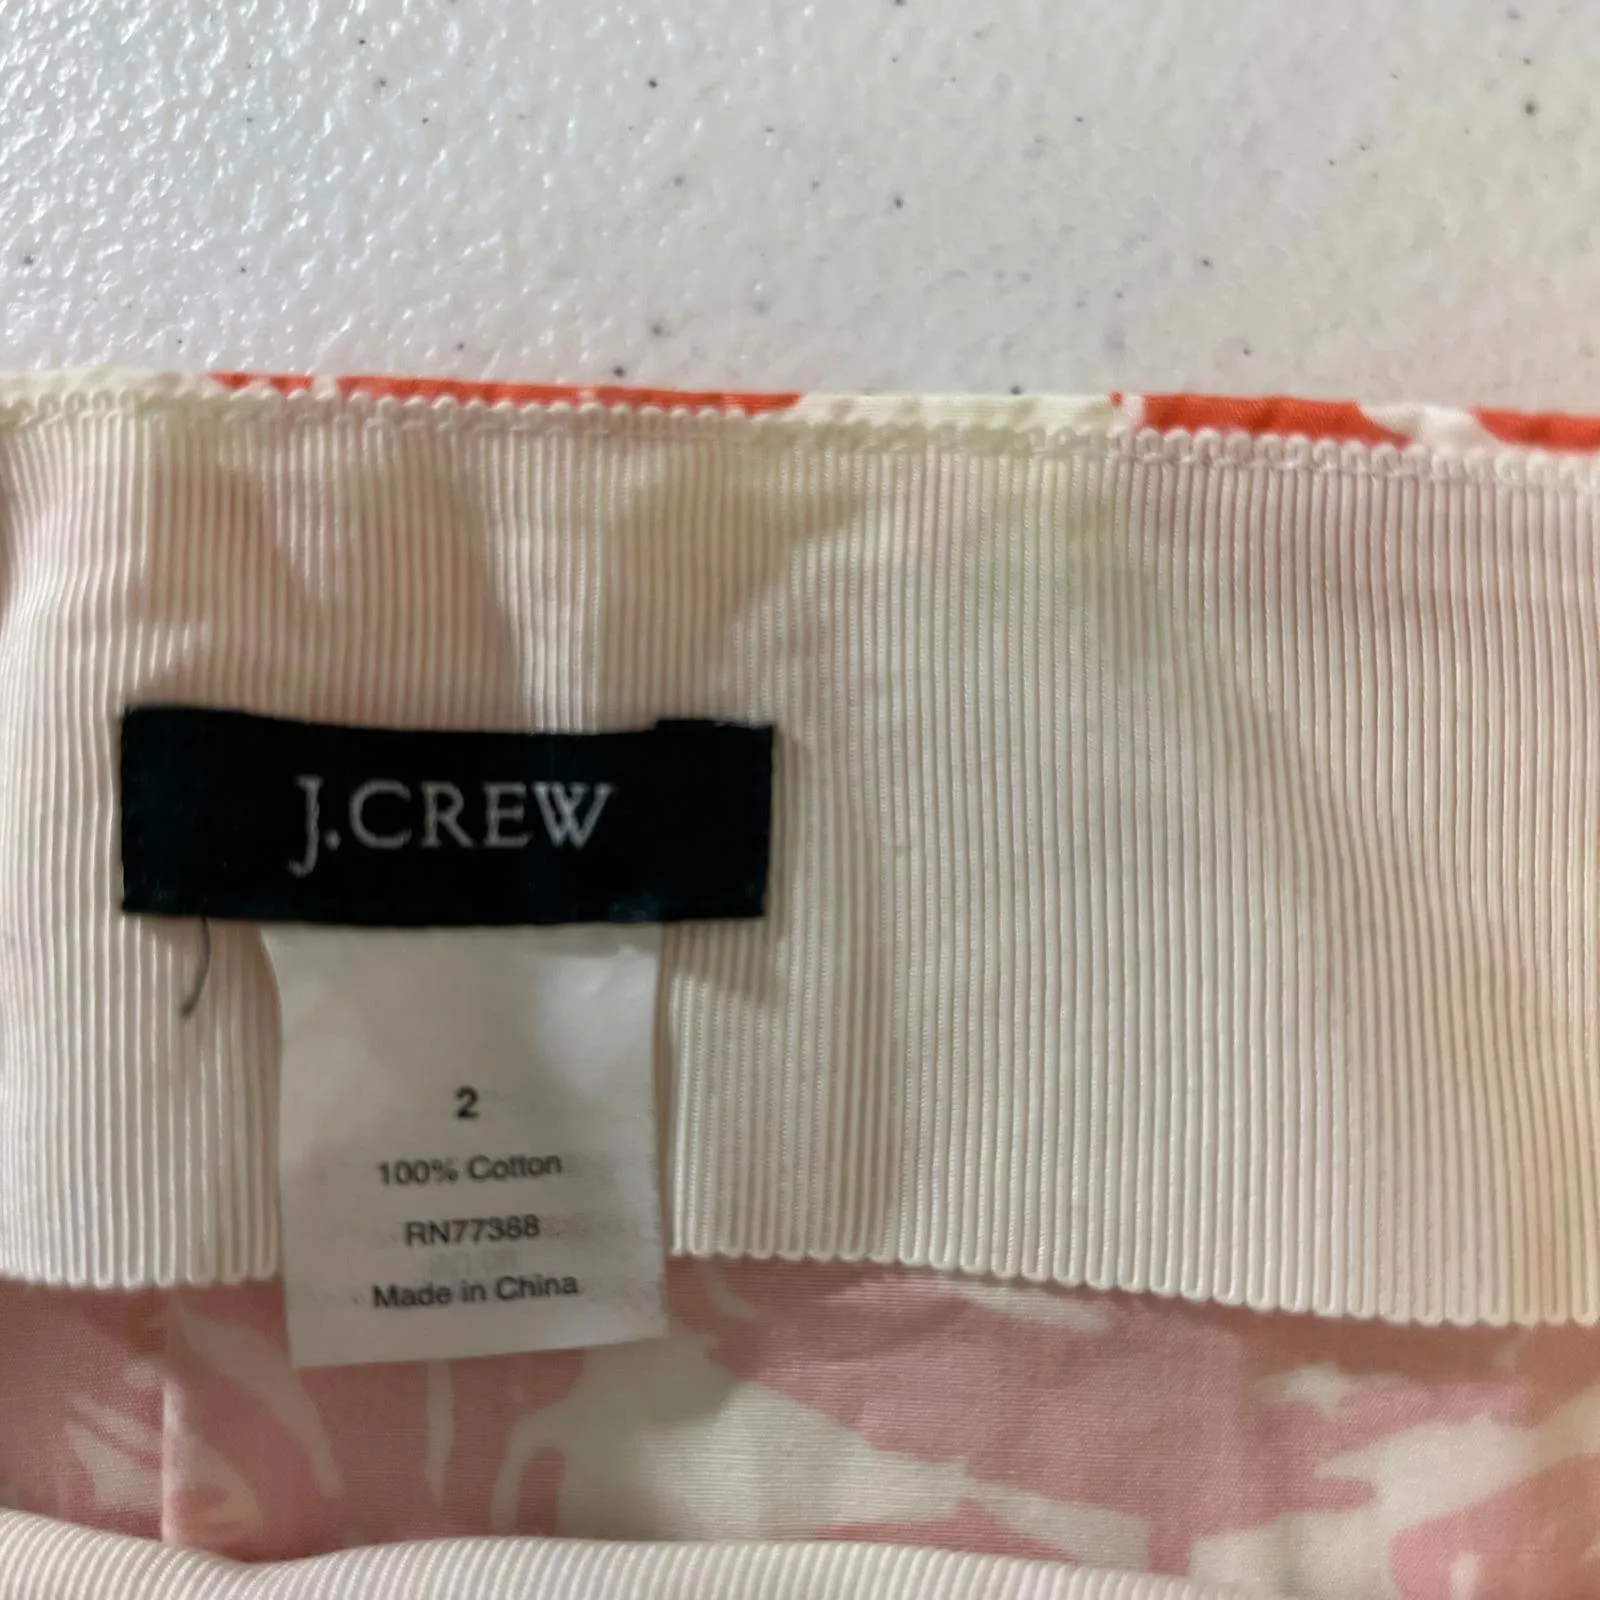 J.CREW
2
100% Cotton
RN77388
Made in China